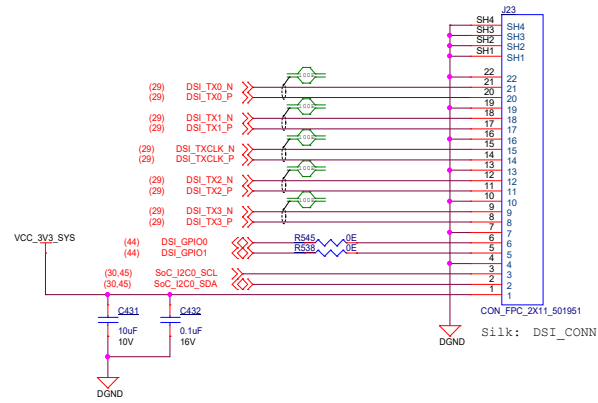 J23
SH4 SH4
SH3 SH3
SH2 SH2
SH1 SH1
22 22
(29) DSI_TX0_N 21 21
(29) DSI_TX0_P 20 20
19 19
(29) DSI_TX1_N 18 18
(29) DSI_TX1_P 17 17
16 16
(29) DSI_TXCLK_N 15 15
(29) DSI_TXCLK_P 14 14
13 13
(29) DSI_TX2_N 12 12
(29) DSI_TX2_P 11 11
10 10
(29) DSI_TX3_N 9 9
(29) DSI_TX3_P 8 8
7 7
VCC_3V3_SYS
(44) DSI_GPIO0 R545 0E 6 6
(44) DSI_GPIO1 R538 0E 5 5
4 4
(30,45) SoC_I2C0_SCL 3 3
(30,45) SoC_I2C0_SDA 2 2
1 1
CON_FPC_2X11_501951
C431 C432
10uF 0.1uF
10V 16V
Silk: DSI_CONN
DGND
DGND